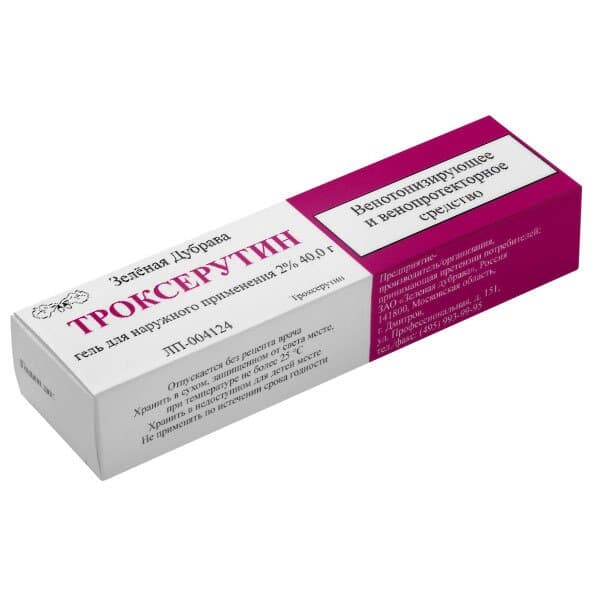 Зелёная Дубрава
ТРОКСЕРУТИН
гель для наружного применения 2% 40,0 г
ЛП-004124
Троксерутин
Венотонизирующее
и венопротекторное
средство
Отпускается без рецепта врача
Хранить в сухом, защищенном от света месте,
при температуре не более 25 °C
Хранить в недоступном для детей месте
Не применять по истечении срока годности
Предприятие-
производитель/организация,
принимающая претензии потребителей:
ЗАО «Зеленая дубрава», Россия
141800, Московская область,
г. Дмитров,
ул. Профессиональная, д. 151,
тел./факс: (495) 993-99-95